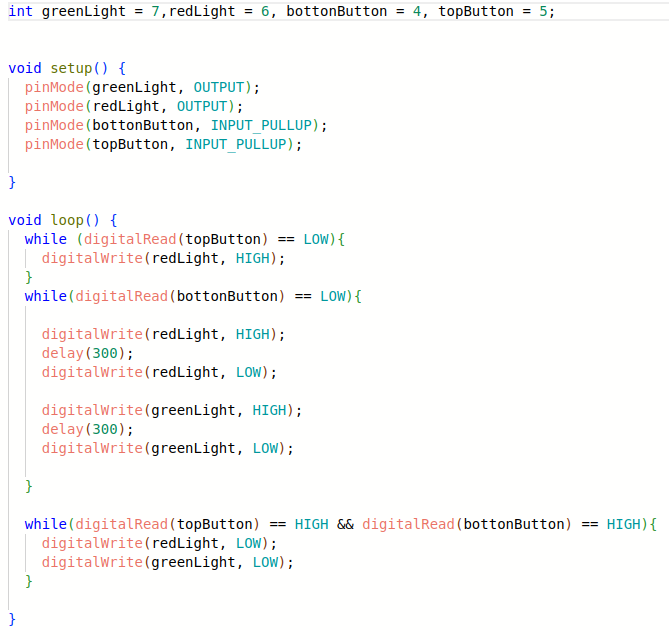 int greenLight = 7,redLight = 6, bottonButton = 4, topButton = 5;
void setup() {
pinMode(greenLight, OUTPUT);
pinMode(redLight, OUTPUT);
pinMode(bottonButton, INPUT_PULLUP);
pinMode(topButton, INPUT_PULLUP);
}
void loop() {
while (digitalRead(topButton) == LOW){
digitalWrite(redLight, HIGH);
}
while(digitalRead(bottonButton) == LOW){
digitalWrite(redLight, HIGH);
delay(300);
digitalWrite(redLight, LOW);
digitalWrite(greenLight, HIGH);
delay(300);
digitalWrite(greenLight, LOW);
}
while(digitalRead(topButton) == HIGH && digitalRead(bottonButton) == HIGH){
digitalWrite(redLight, LOW);
digitalWrite(greenLight, LOW);
}
}